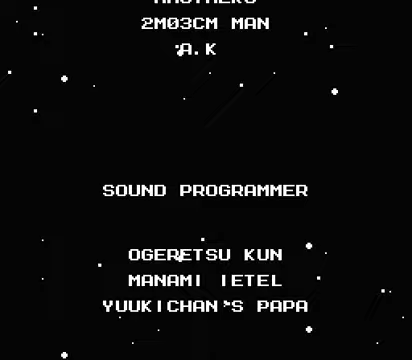 2M03CM MAN
A.K
SOUND PROGRAMMER
OGERETSU KUN
MANAMI IETEL
YUUKICHAN'S PAPA